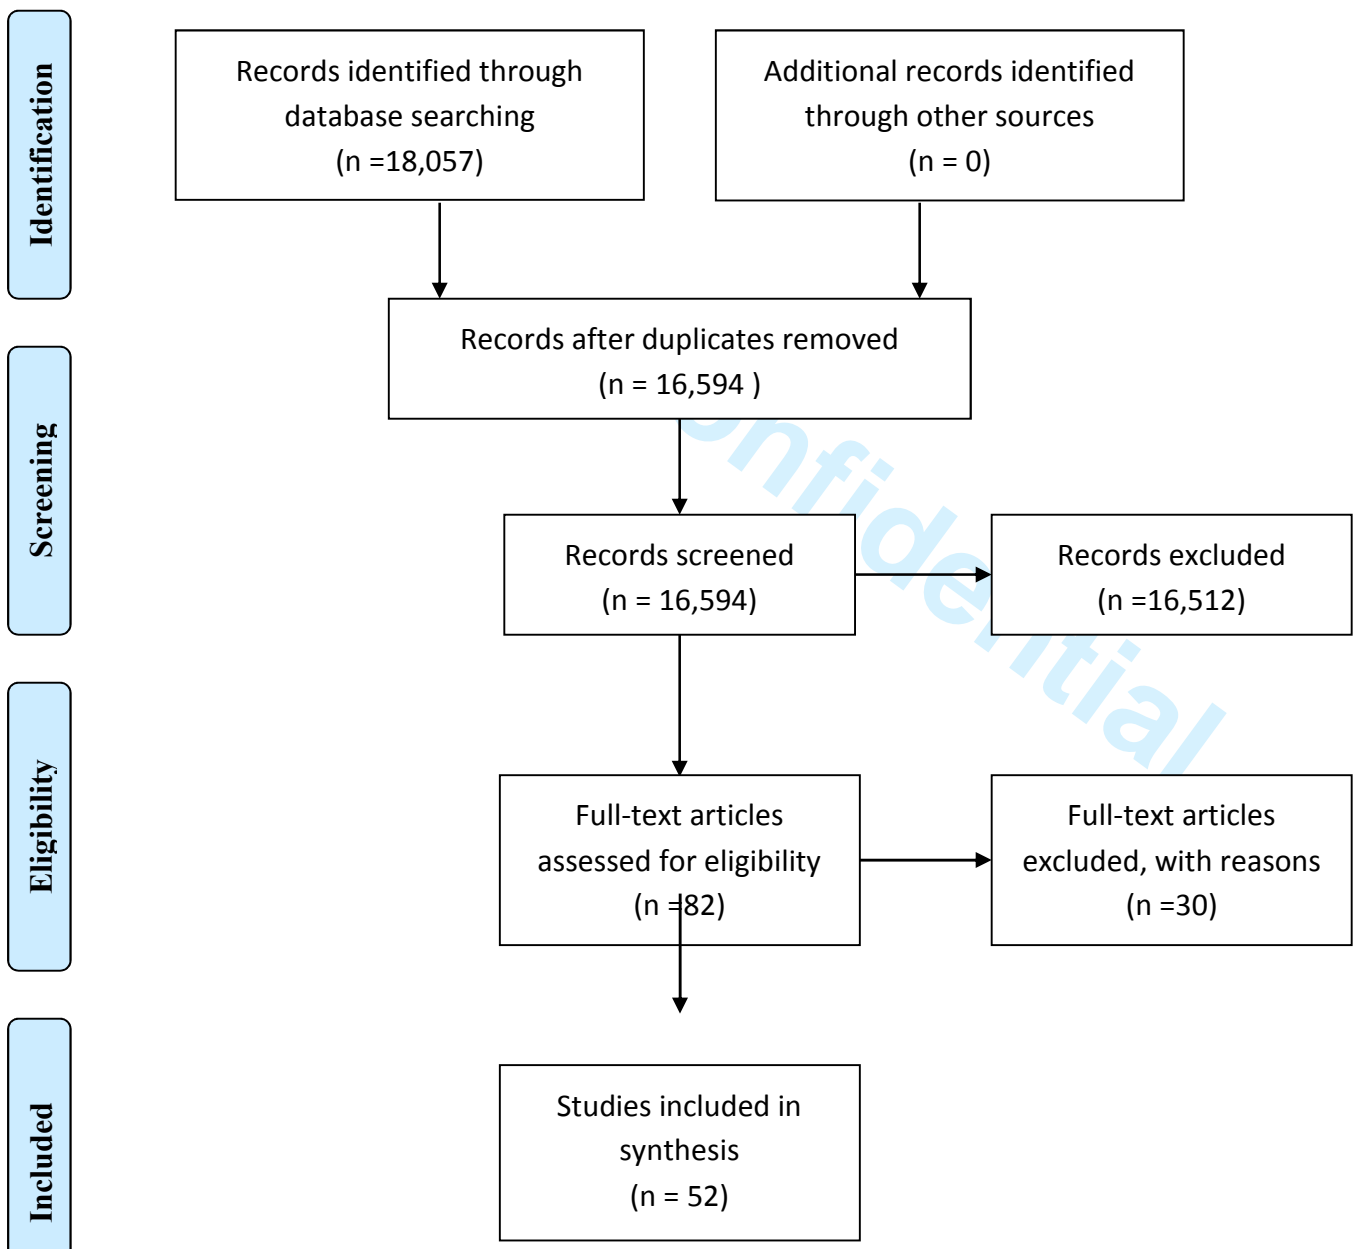 Identification
Records identified through
database searching
(n =18,057)
Additional records identified
through other sources
(n = 0)
Records after duplicates removed
(n = 16,594 )
Screening
Records screened
(n = 16,594)
Records excluded
(n =16,512)
Eligibility
Full-text articles
assessed for eligibility
(n =82)
Full-text articles
excluded, with reasons
(n =30)
Included
Studies included in
synthesis
(n = 52)
onfidential